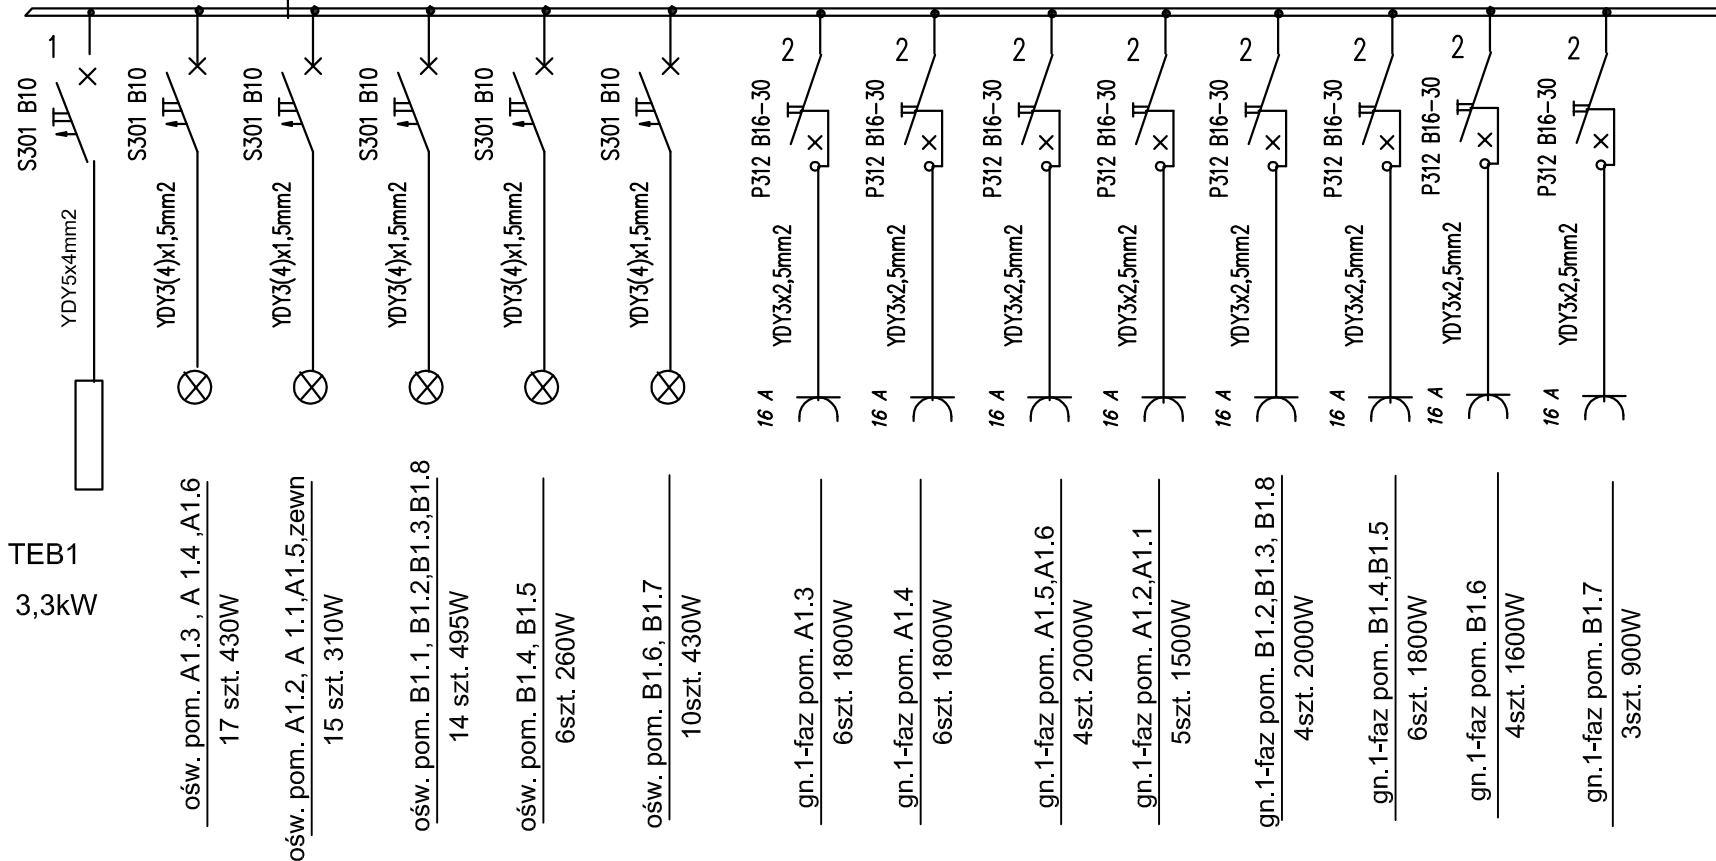 1
S301 B10
YDY5x4mm2
TEB1
3,3kW
S301 B10
YDY3(4)x1,5mm2
ośw. pom. A1.3 , A 1.4 ,A1.6
17 szt. 430W
S301 B10
YDY3(4)x1,5mm2
ośw. pom. A1.2, A 1.1,A1.5,zewn
15 szt. 310W
S301 B10
YDY3(4)x1,5mm2
ośw. pom. B1.1, B1.2,B1.3,B1.8
14 szt. 495W
S301 B10
YDY3(4)x1,5mm2
ośw. pom. B1.4, B1.5
6szt. 260W
S301 B10
YDY3(4)x1,5mm2
ośw. pom. B1.6, B1.7
10szt. 430W
2
P312 B16-30
YDY3x2,5mm2
16 A
gn.1-faz pom. A1.3
6szt. 1800W
2
P312 B16-30
YDY3x2,5mm2
16 A
gn.1-faz pom. A1.4
6szt. 1800W
2
P312 B16-30
YDY3x2,5mm2
16 A
gn.1-faz pom. A1.5,A1.6
4szt. 2000W
2
P312 B16-30
YDY3x2,5mm2
16 A
gn.1-faz pom. A1.2,A1.1
5szt. 1500W
2
P312 B16-30
YDY3x2,5mm2
16 A
gn.1-faz pom. B1.2,B1.3, B1.8
4szt. 2000W
2
P312 B16-30
YDY3x2,5mm2
16 A
gn.1-faz pom. B1.4,B1.5
6szt. 1800W
2
P312 B16-30
YDY3x2,5mm2
16 A
gn.1-faz pom. B1.6
4szt. 1600W
2
P312 B16-30
YDY3x2,5mm2
16 A
gn.1-faz pom. B1.7
3szt. 900W